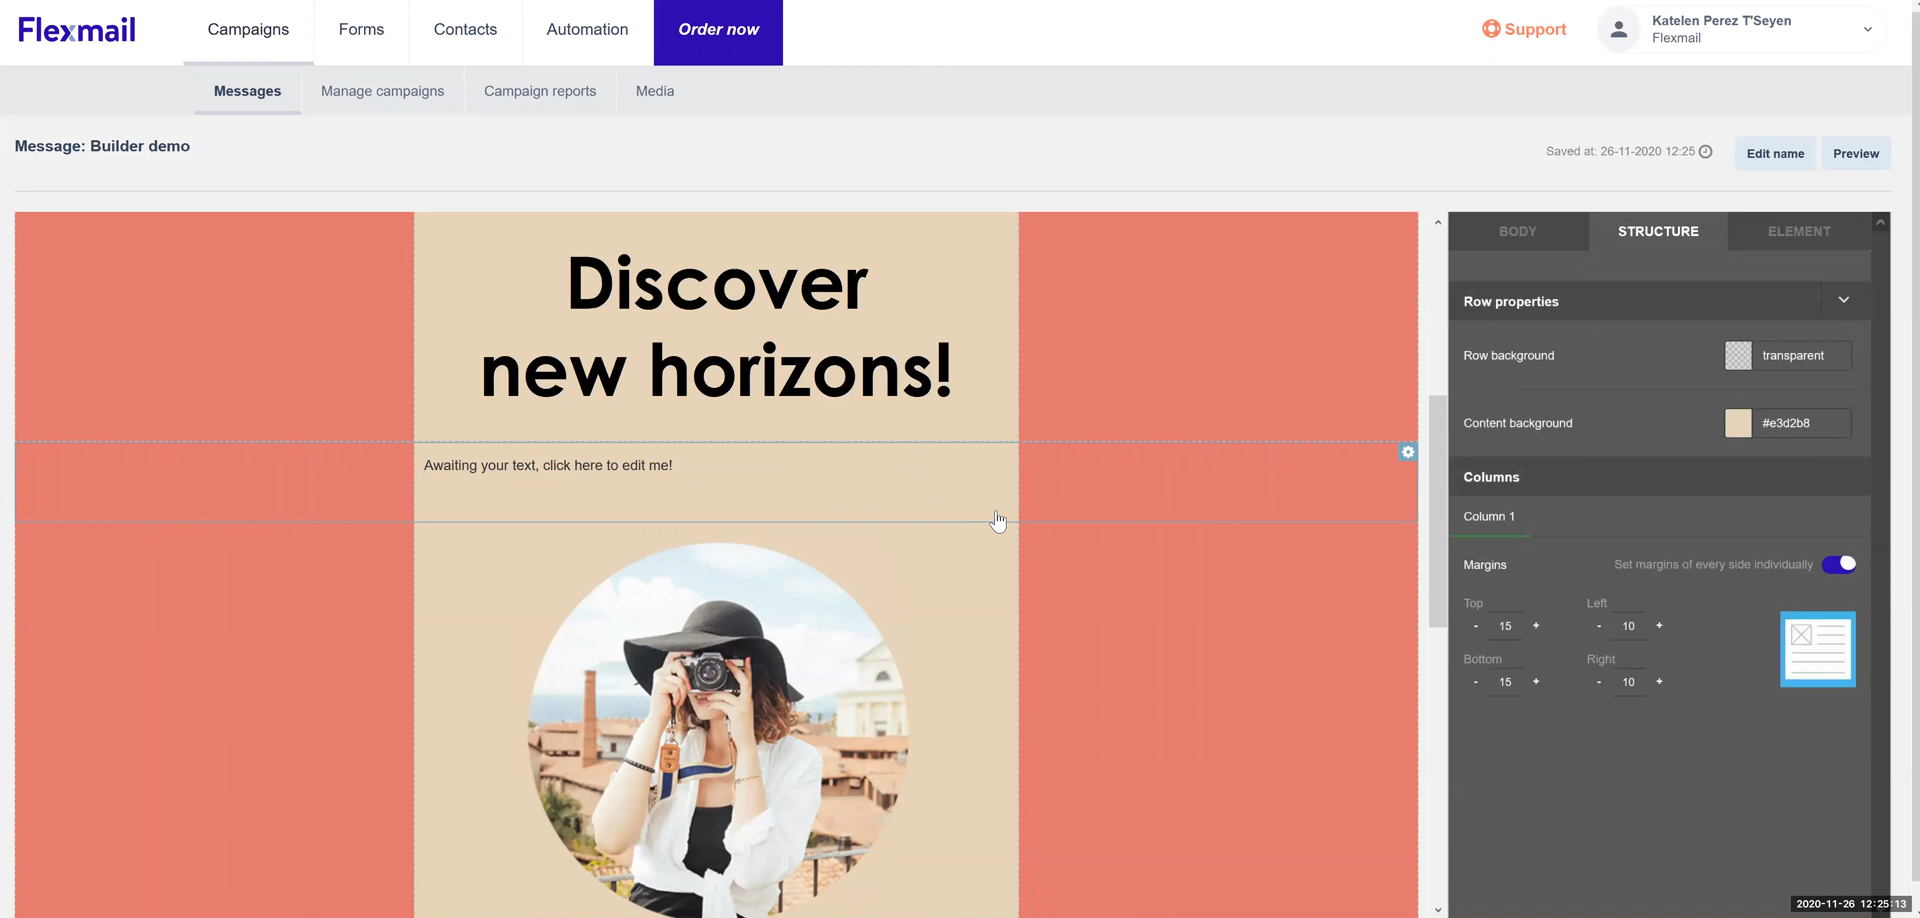 Flexmail
Campaigns
Forms
Contacts
Automation
Order now
Support
Katelen Perez T'Seyen
Flexmail
Messages
Manage campaigns
Campaign reports
Media
Message: Builder demo
Saved at: 26-11-2020 12:25
Edit name
Preview
Discover
new horizons!
Awaiting your text, click here to edit me!
BODY
STRUCTURE
ELEMENT
Row properties
Row background
transparent
Content background
#e3d2b8
Columns
Column 1
Margins
Set margins of every side individually
Top
Left
- 15 +
- 10 +
Bottom
Right
- 15 +
- 10 +
2020-11-26 12:25:13